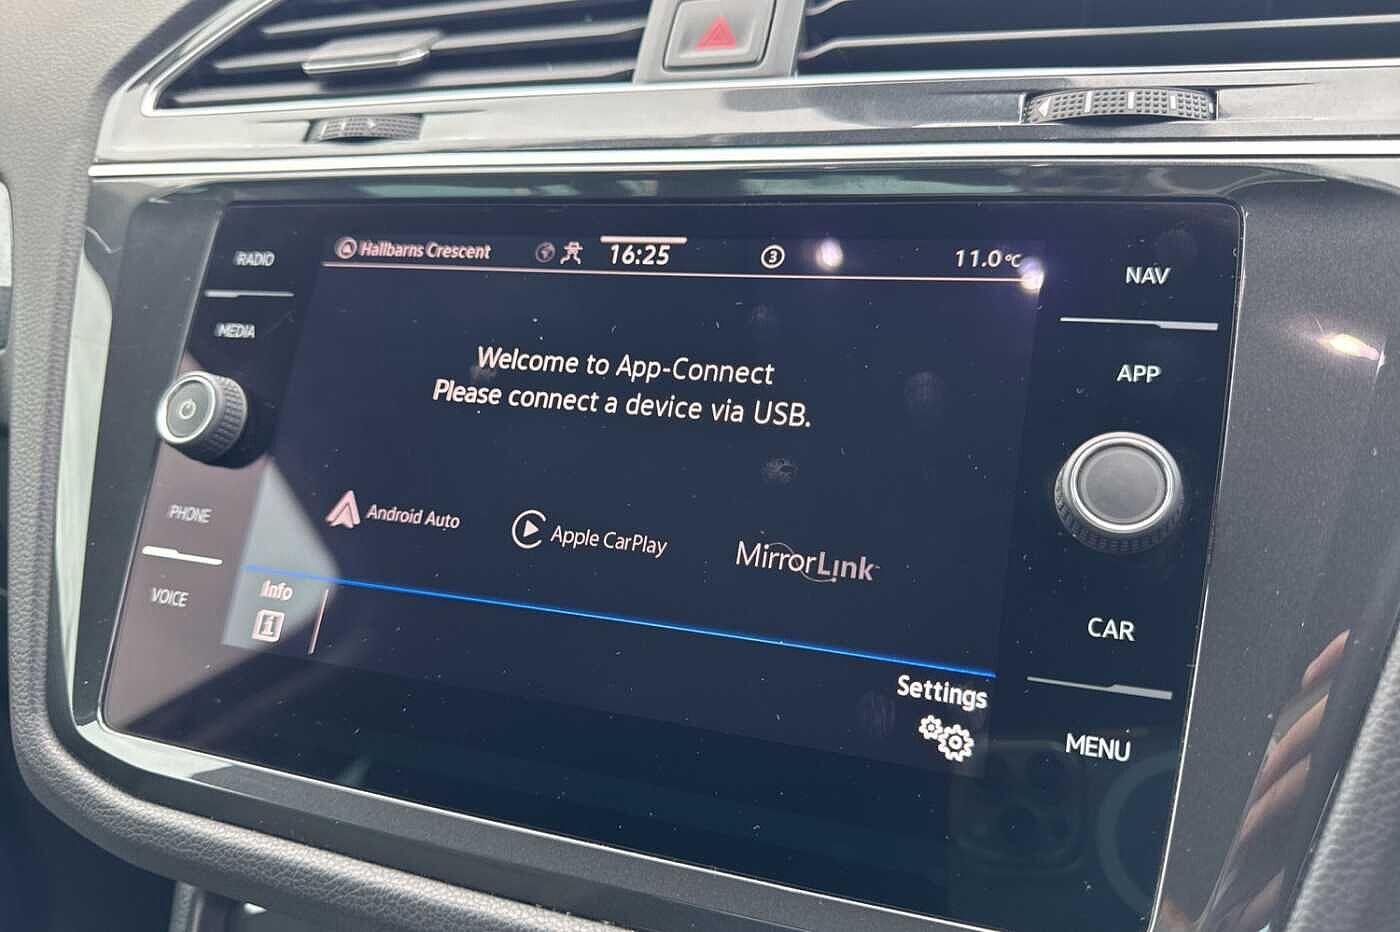 RADIO
MEDIA
PHONE
VOICE
Hallbarns Crescent
16:25
3
11.0 °C
Welcome to App-Connect
Please connect a device via USB.
Android Auto
Apple CarPlay
MirrorLink
Info
i
Settings
NAV
APP
CAR
MENU